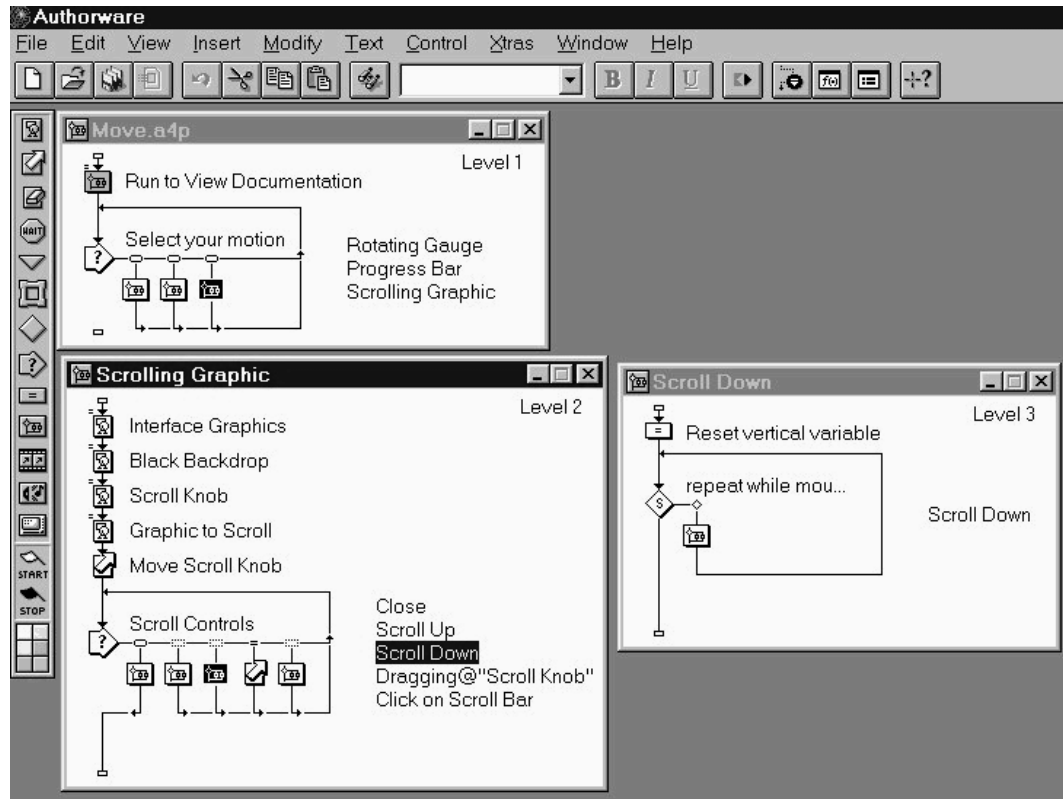 Authorware
File Edit View Insert Modify Text Control Xtras Window Help
B I U
Move.a4p
Level 1
Run to View Documentation
Select your motion
Rotating Gauge
Progress Bar
Scrolling Graphic
WAIT
START
STOP
Scrolling Graphic
Level 2
Interface Graphics
Black Backdrop
Scroll Knob
Graphic to Scroll
Move Scroll Knob
Scroll Controls
Close
Scroll Up
Scroll Down
Dragging@"Scroll Knob"
Click on Scroll Bar
Scroll Down
Level 3
Reset vertical variable
repeat while mou...
S
Scroll Down